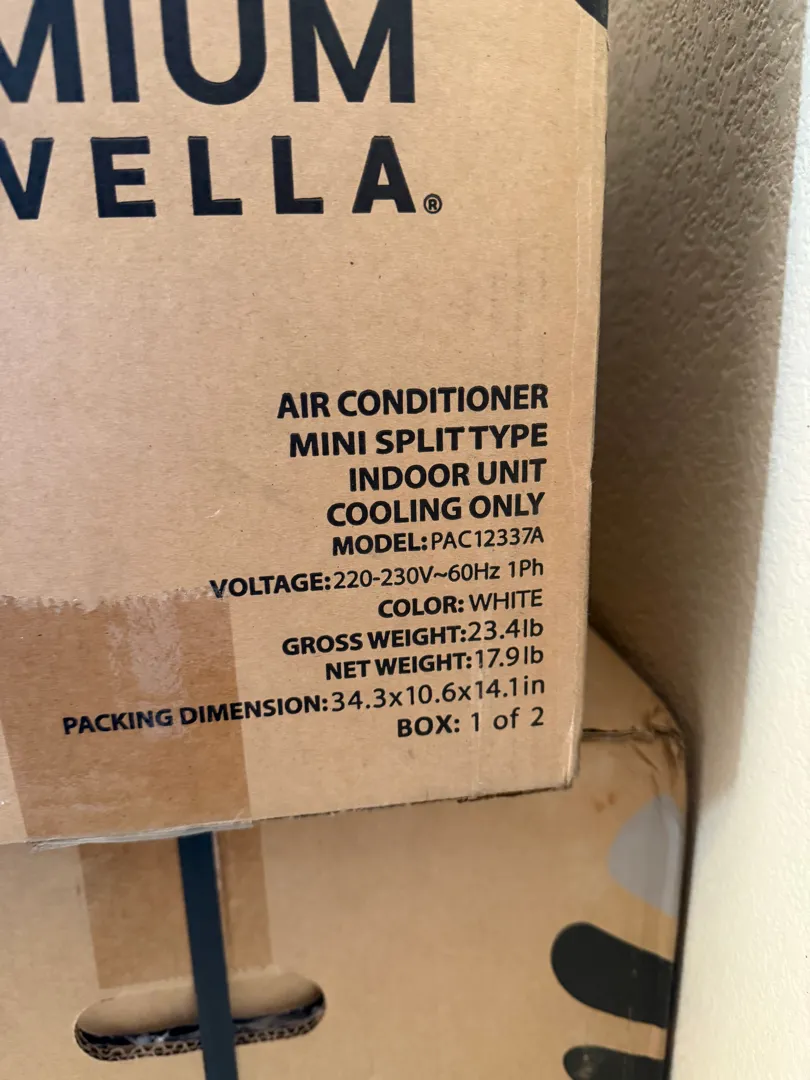 MIUM
VELLA®
AIR CONDITIONER
MINI SPLIT TYPE
INDOOR UNIT
COOLING ONLY
MODEL: PAC12337A
VOLTAGE: 220-230V~60Hz 1Ph
COLOR: WHITE
GROSS WEIGHT: 23.4lb
NET WEIGHT: 17.9lb
PACKING DIMENSION: 34.3x10.6x14.1in
BOX: 1 of 2